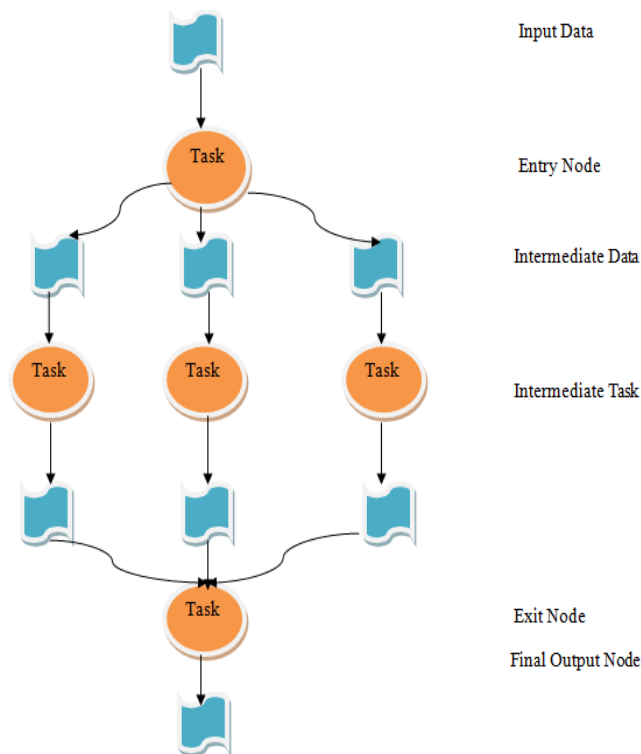 Input Data
Task
Entry Node
Intermediate Data
Task
Task
Task
Intermediate Task
Task
Exit Node
Final Output Node